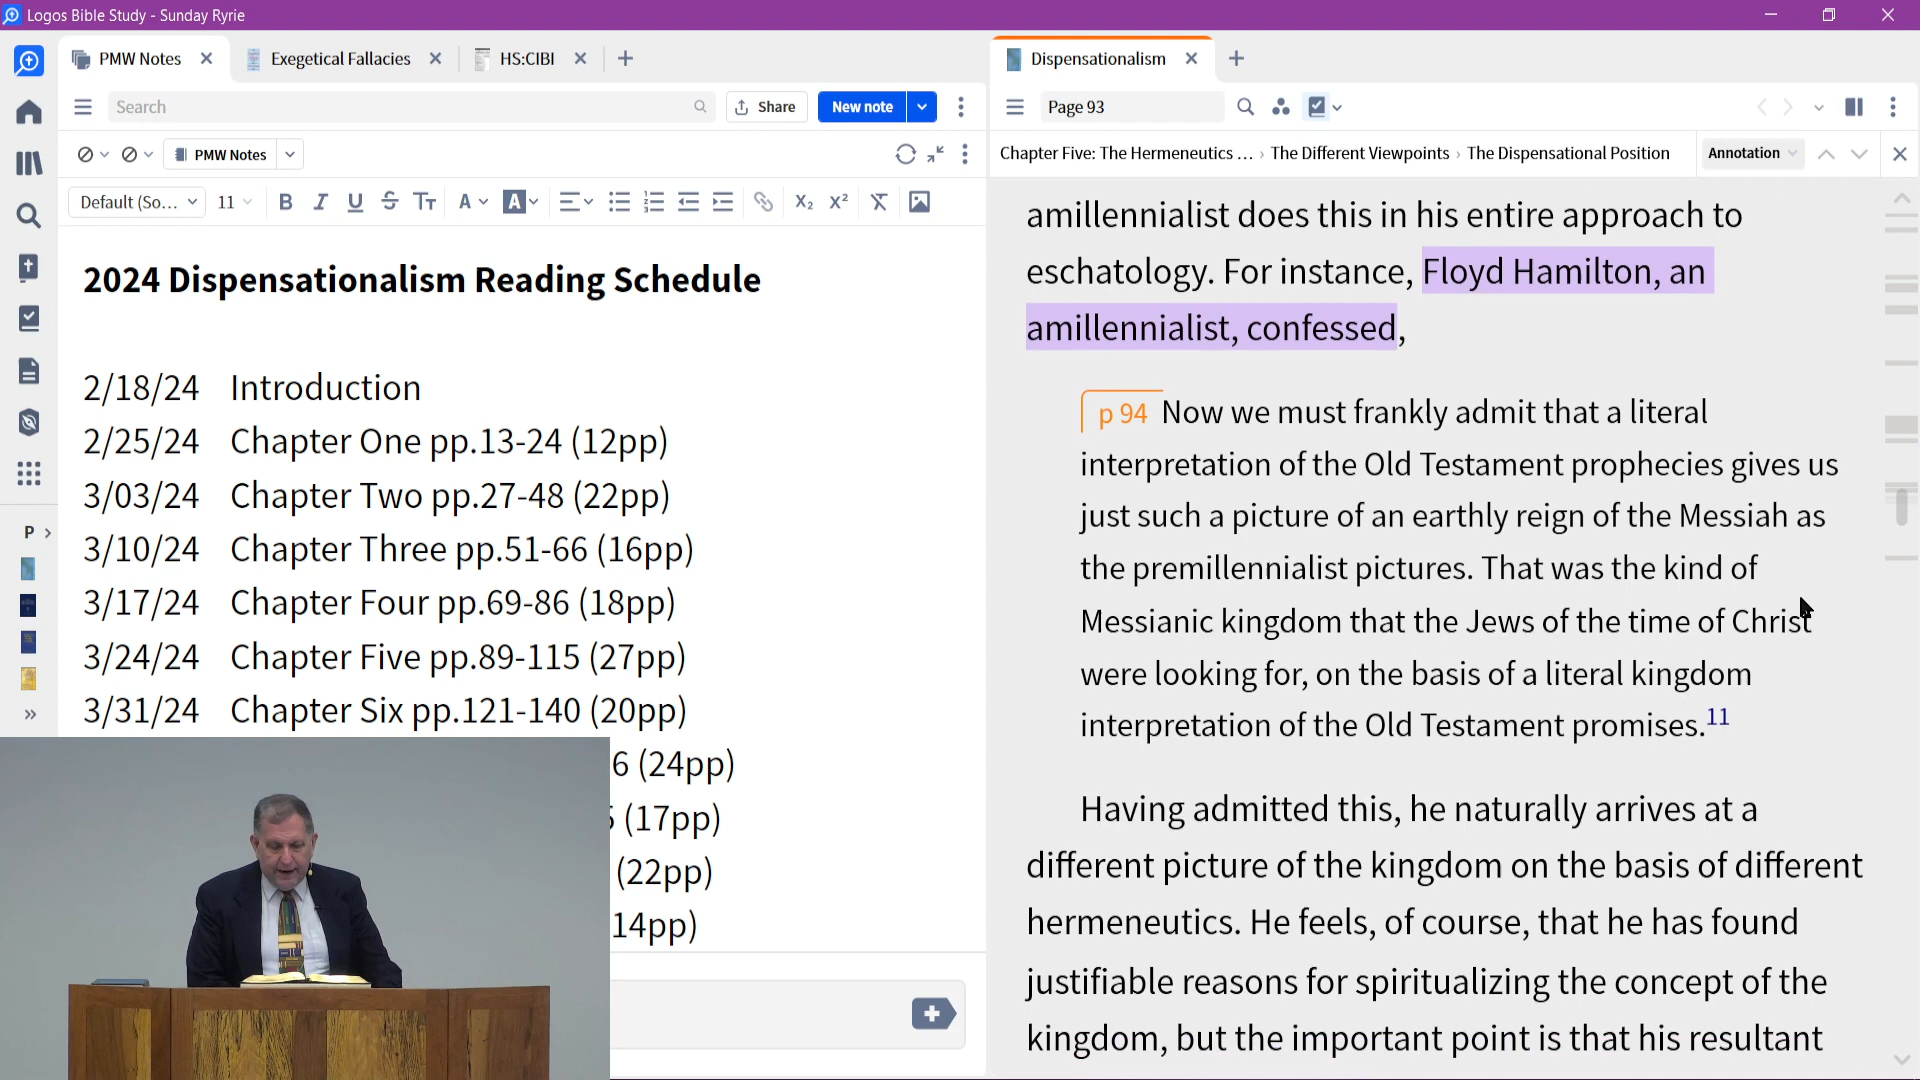 Logos Bible Study - Sunday Ryrie
PMW Notes
Exegetical Fallacies
HS:CIBI
Dispensationalism
Search
Share
New note
Page 93
PMW Notes
Chapter Five: The Hermeneutics ... › The Different Viewpoints › The Dispensational Position
Annotation
Default (So...
11
2024 Dispensationalism Reading Schedule
2/18/24 Introduction
2/25/24 Chapter One pp.13-24 (12pp)
3/03/24 Chapter Two pp.27-48 (22pp)
3/10/24 Chapter Three pp.51-66 (16pp)
3/17/24 Chapter Four pp.69-86 (18pp)
3/24/24 Chapter Five pp.89-115 (27pp)
3/31/24 Chapter Six pp.121-140 (20pp)
6 (24pp)
(17pp)
(22pp)
14pp)
P
amillennialist does this in his entire approach to
eschatology. For instance, Floyd Hamilton, an
amillennialist, confessed,
p 94 Now we must frankly admit that a literal
interpretation of the Old Testament prophecies gives us
just such a picture of an earthly reign of the Messiah as
the premillennialist pictures. That was the kind of
Messianic kingdom that the Jews of the time of Christ
were looking for, on the basis of a literal kingdom
interpretation of the Old Testament promises.11
Having admitted this, he naturally arrives at a
different picture of the kingdom on the basis of different
hermeneutics. He feels, of course, that he has found
justifiable reasons for spiritualizing the concept of the
kingdom, but the important point is that his resultant